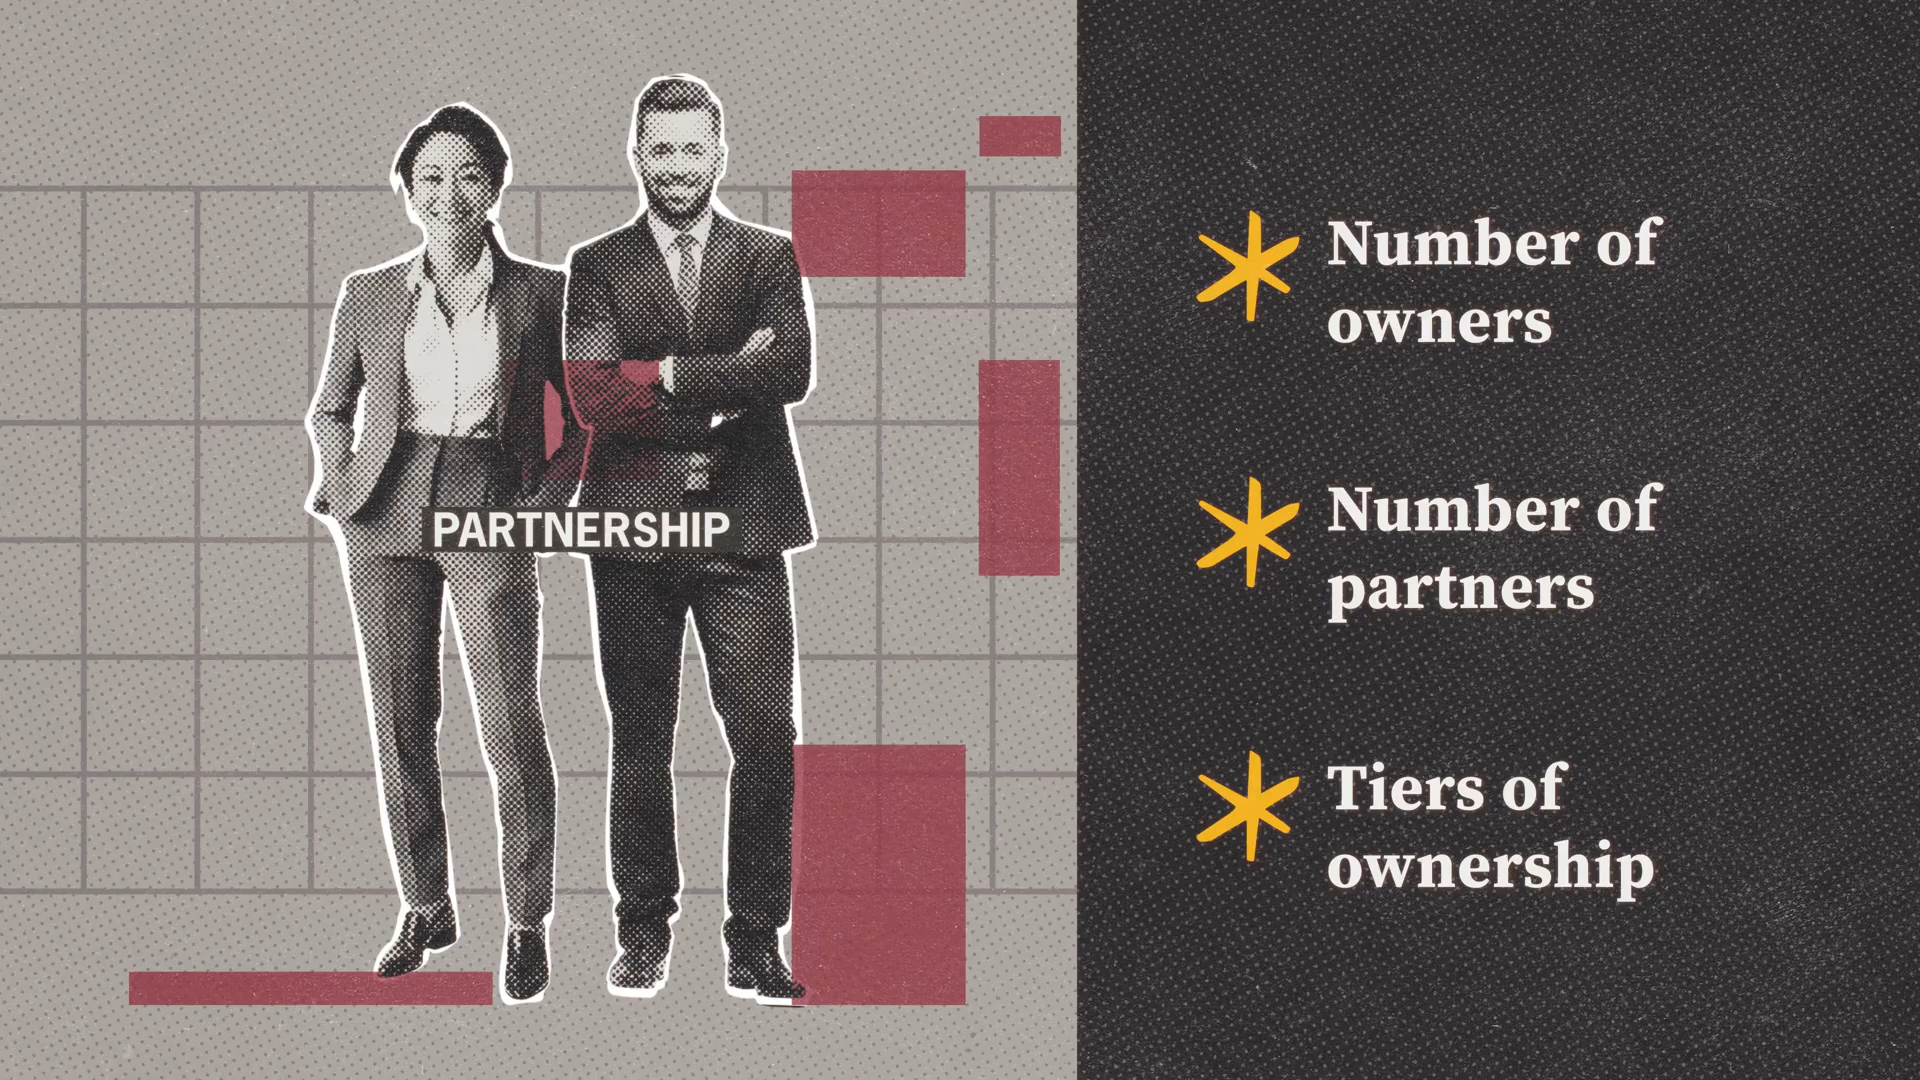 PARTNERSHIP
Number of
owners
Number of
partners
Tiers of
ownership